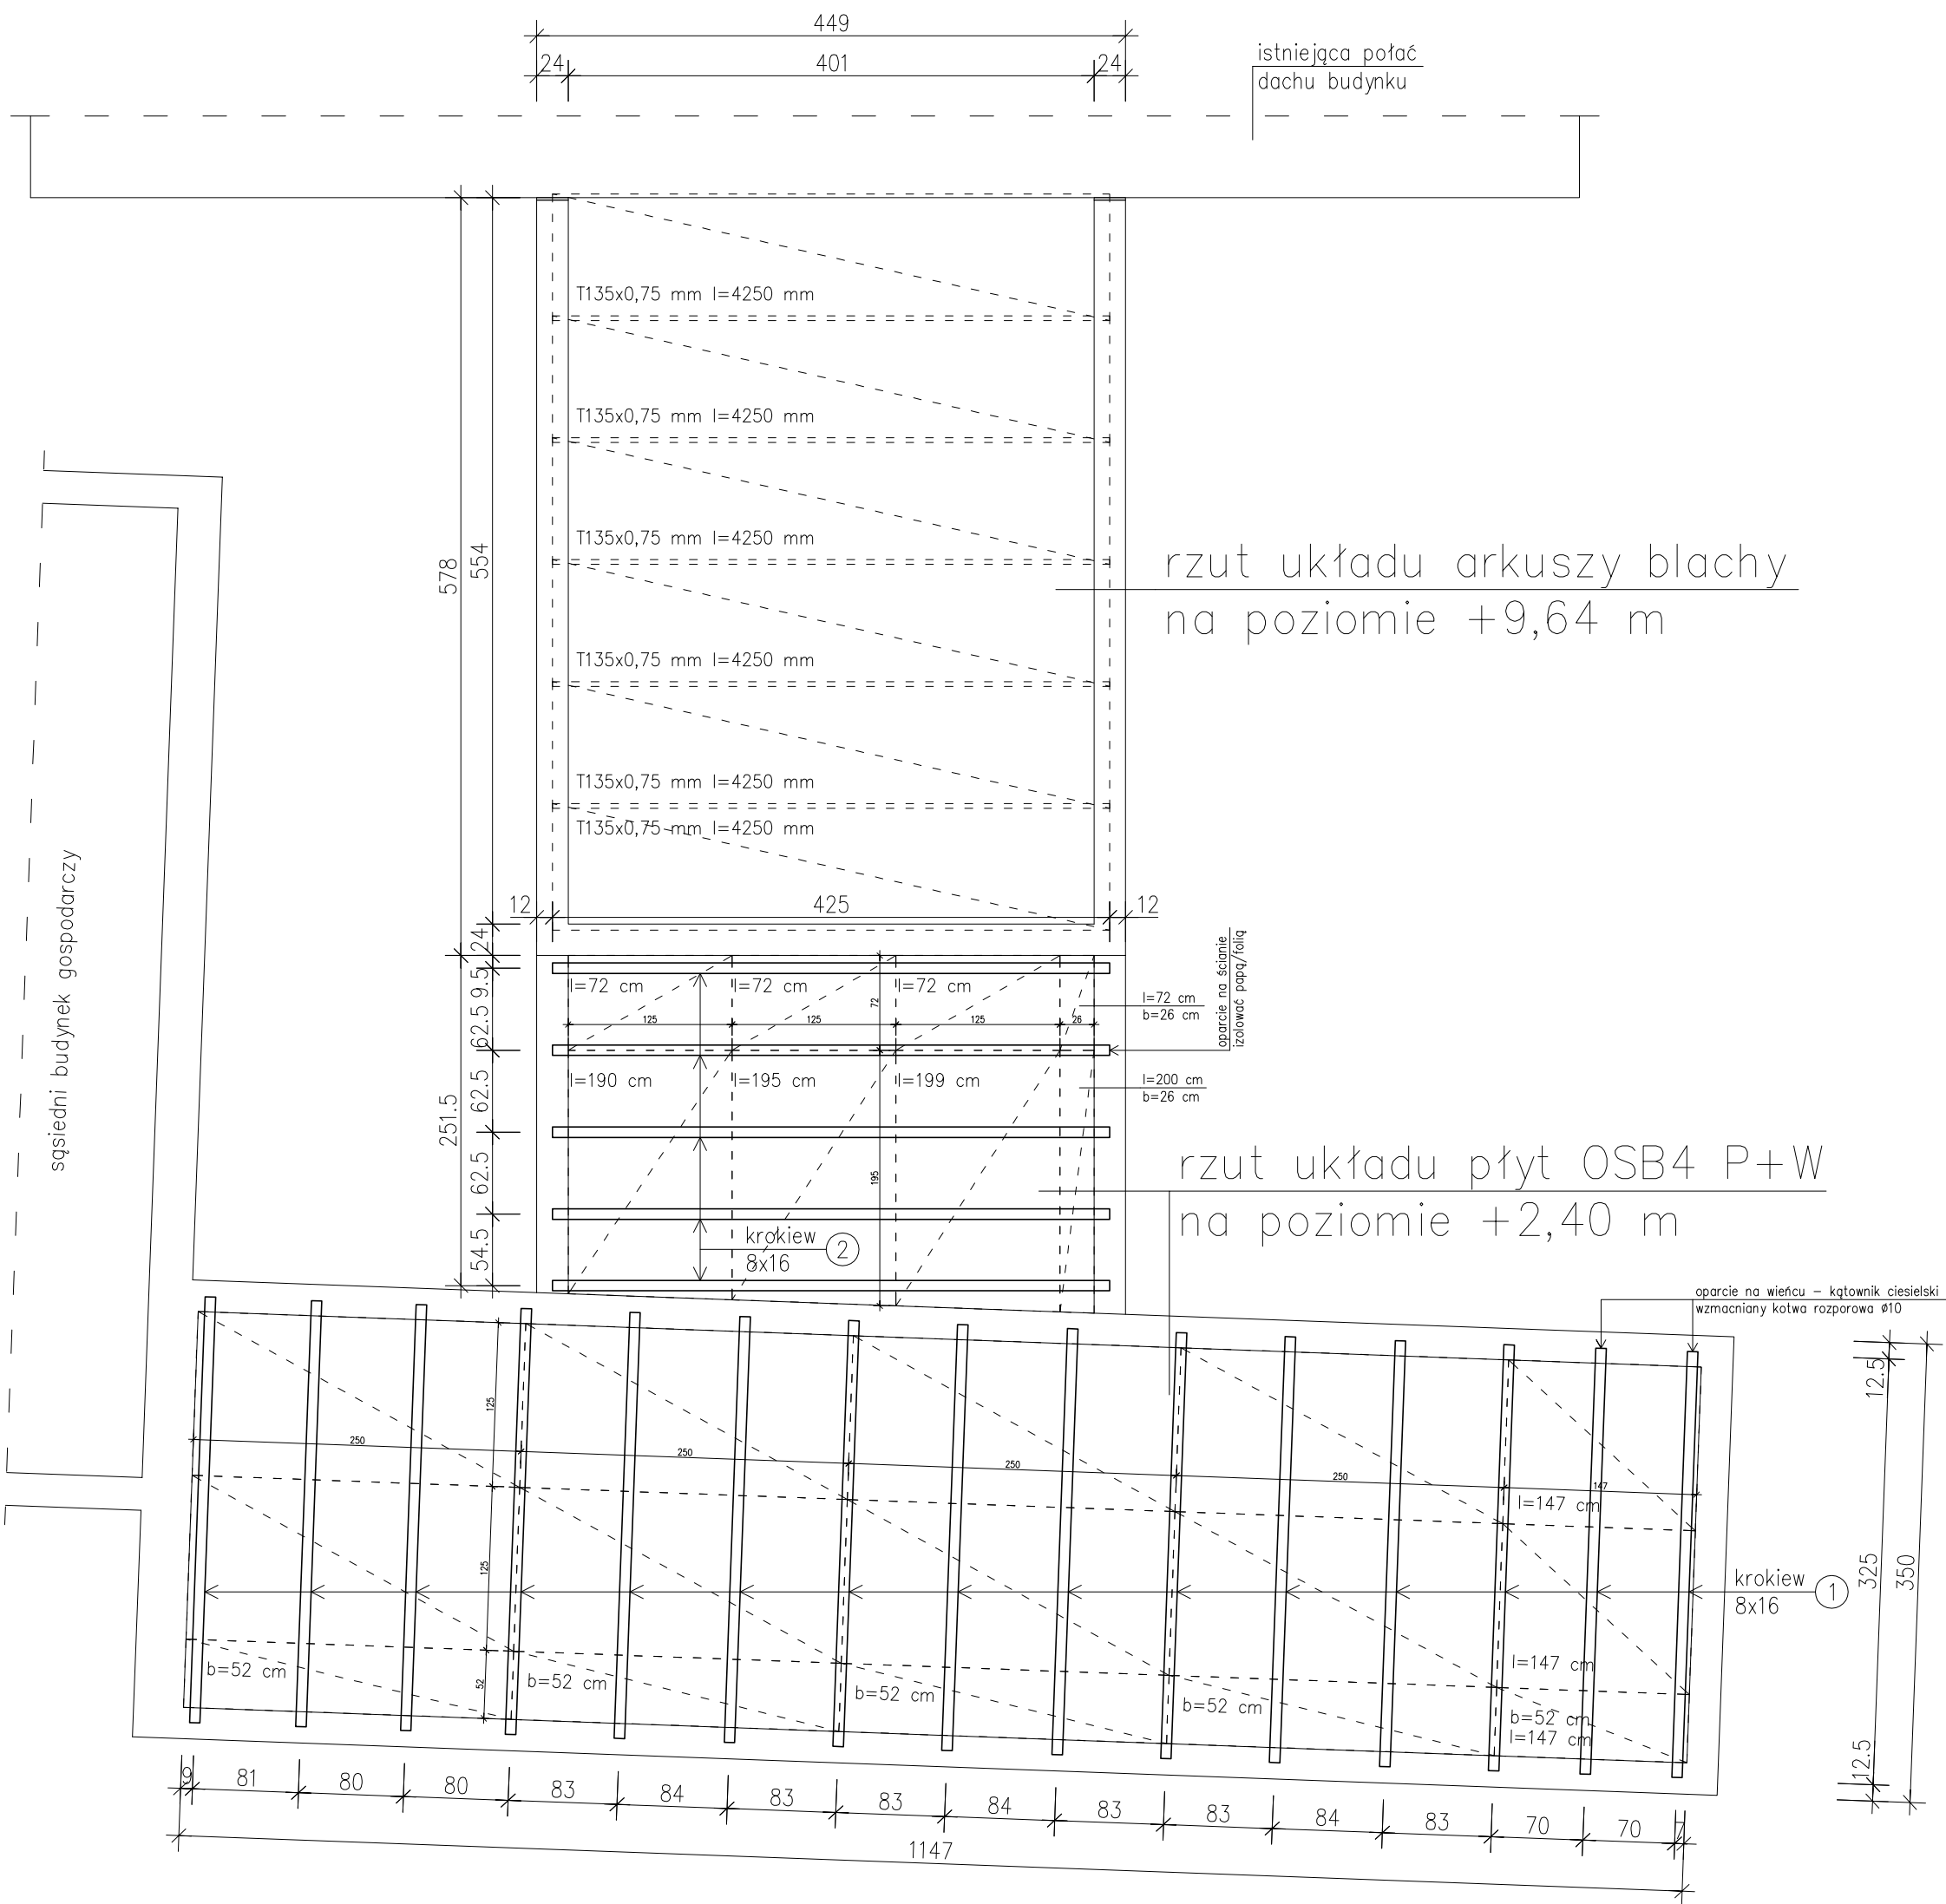 449
24
401
24
istniejąca połać
dachu budynku
T135x0,75 mm l=4250 mm
T135x0,75 mm l=4250 mm
T135x0,75 mm l=4250 mm
578
554
rzut układu arkuszy blachy
na poziomie +9,64 m
T135x0,75 mm l=4250 mm
T135x0,75 mm l=4250 mm
T135x0,75 mm l=4250 mm
sąsiedni budynek gospodarczy
12
425
12
24
9.5
62.5
62.5
62.5
54.5
251.5
l=72 cm
l=72 cm
l=72 cm
72
l=72 cm
b=26 cm
oparcie na ścianie
izolować papą/folią
125
125
125
26
l=190 cm
l=195 cm
l=199 cm
l=200 cm
b=26 cm
195
rzut układu płyt OSB4 P+W
na poziomie +2,40 m
krokiew
8x16
2
oparcie na wieńcu – kątownik ciesielski
wzmacniany kotwa rozporowa ø10
12.5
325
350
12.5
125
250
250
250
250
147
l=147 cm
125
krokiew
8x16
1
l=147 cm
52
b=52 cm
b=52 cm
b=52 cm
b=52 cm
b=52 cm
l=147 cm
9
81
80
80
83
84
83
83
84
83
83
84
83
70
70
7
1147